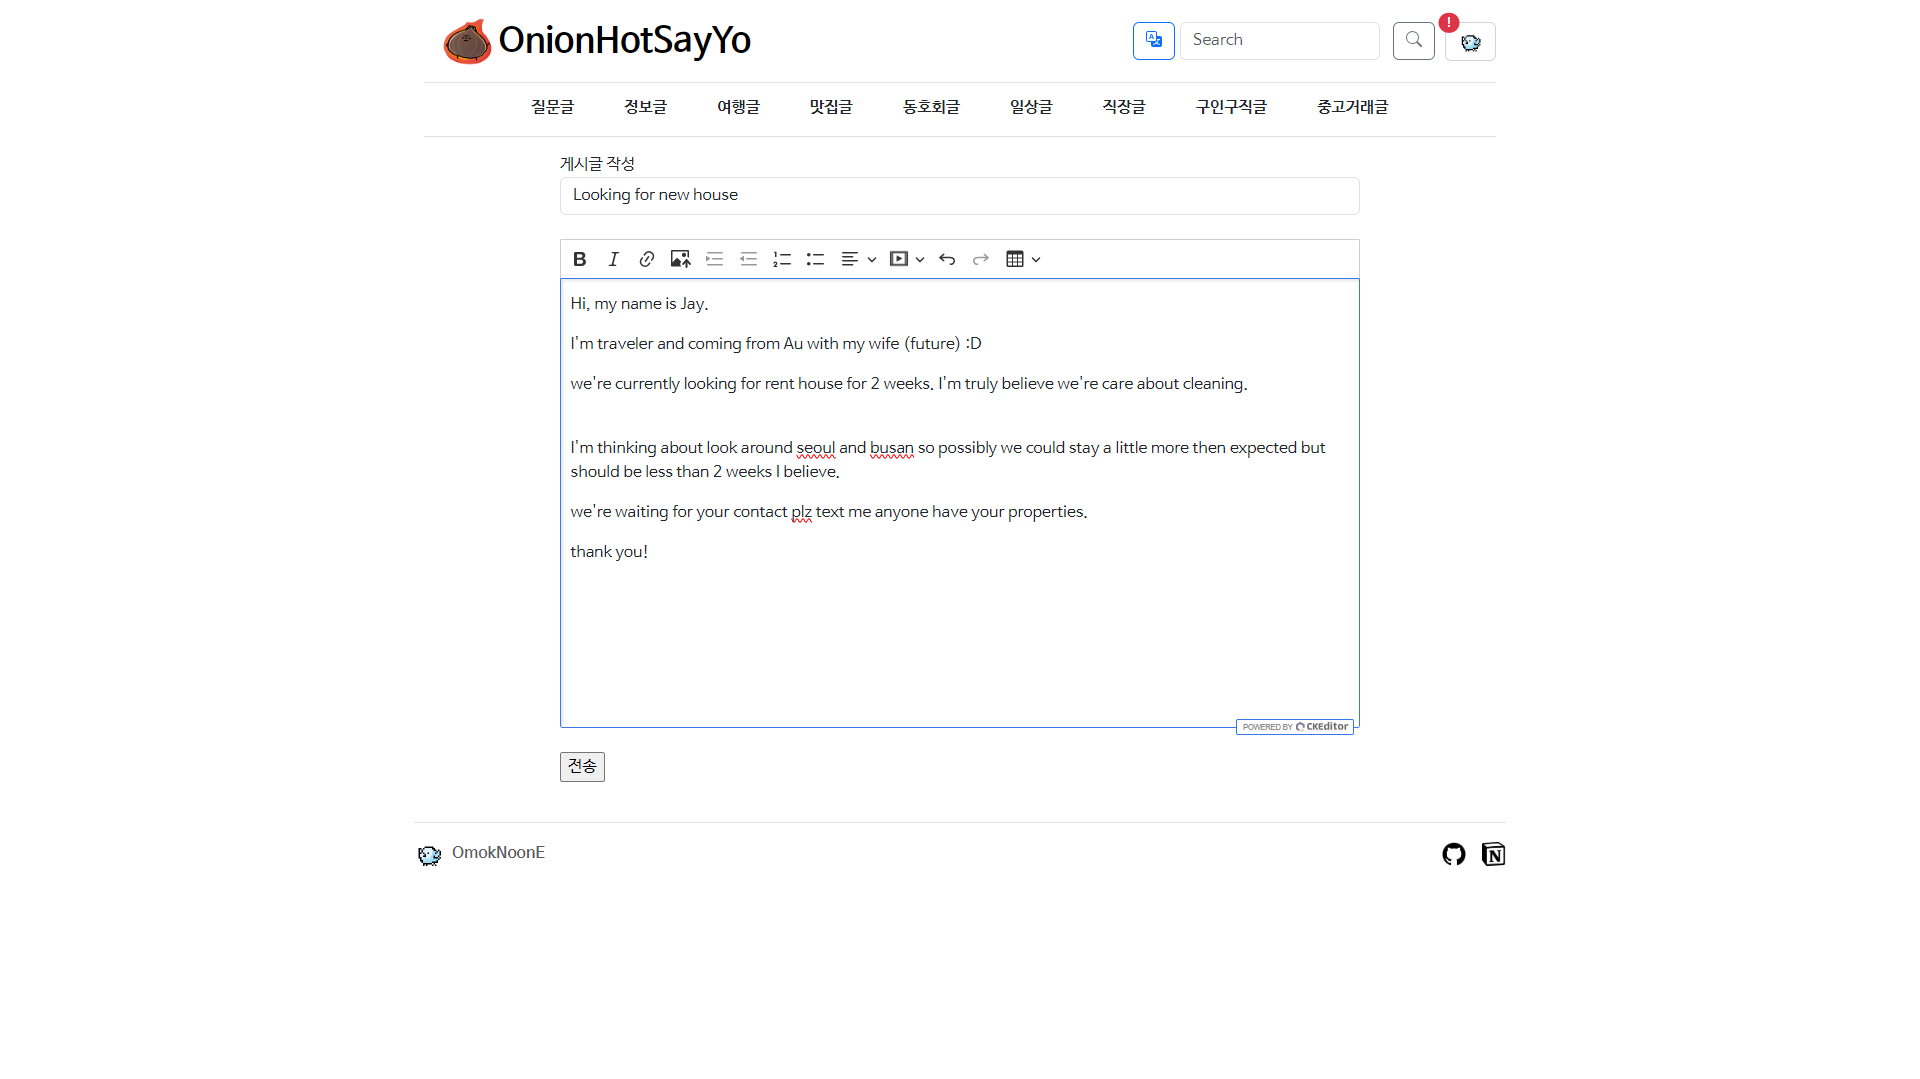 OnionHotSayYo
Search
!
질문글 정보글 여행글 맛집글 동호회글 일상글 직장글 구인구직글 중고거래글
게시글 작성
Looking for new house
Hi, my name is Jay.
I'm traveler and coming from Au with my wife (future) :D
we're currently looking for rent house for 2 weeks. I'm truly believe we're care about cleaning.
I'm thinking about look around seoul and busan so possibly we could stay a little more then expected but
should be less than 2 weeks I believe.
we're waiting for your contact plz text me anyone have your properties.
thank you!
POWERED BY CKEditor
전송
OmokNoonE